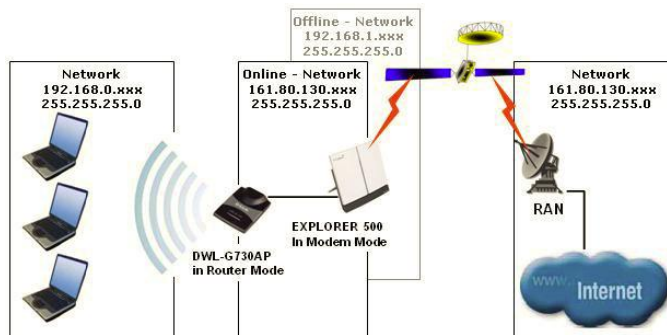 Offline - Network
192.168.1.xxx
255.255.255.0
Network
192.168.0.xxx
255.255.255.0
Online - Network
161.80.130.xxx
255.255.255.0
Network
161.80.130.xxx
255.255.255.0
EXPLORER 500
In Modem Mode
DWL-G730AP
in Router Mode
RAN
www.
Internet